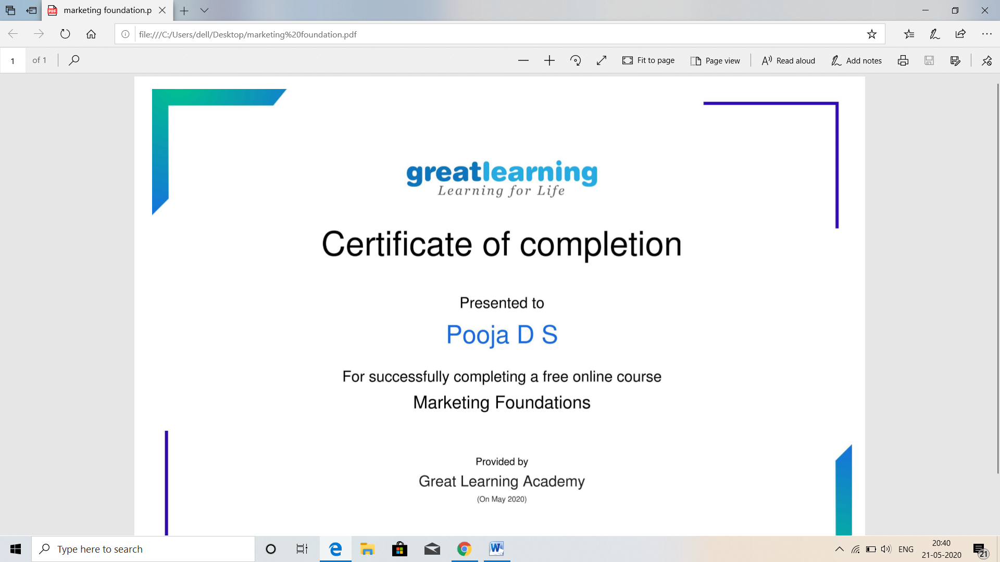 marketing foundation.p
file:///C:/Users/dell/Desktop/marketing%20foundation.pdf
1 of 1
Fit to page
Page view
Read aloud
Add notes
greatlearning
Learning for Life
Certificate of completion
Presented to
Pooja D S
For successfully completing a free online course
Marketing Foundations
Provided by
Great Learning Academy
(On May 2020)
Type here to search
ENG
20:40
21-05-2020
21